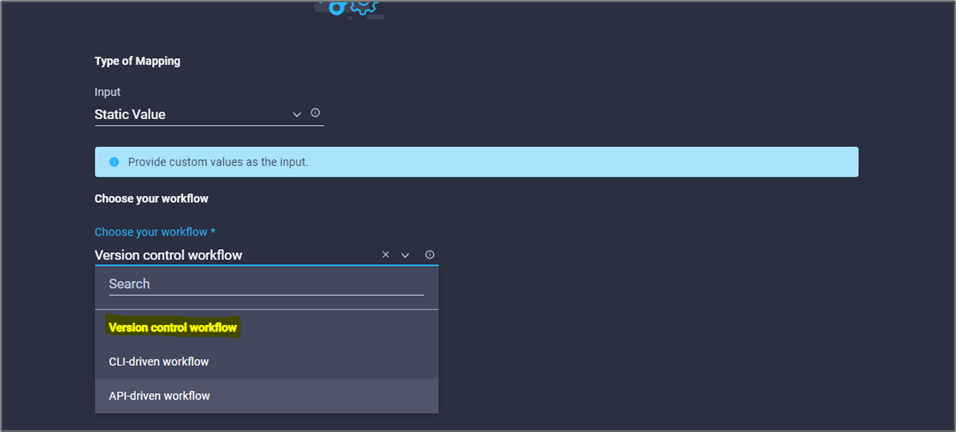 Type of Mapping
Input
Static Value
Provide custom values as the input.
Choose your workflow
Choose your workflow *
Version control workflow
Search
Version control workflow
CLI-driven workflow
API-driven workflow